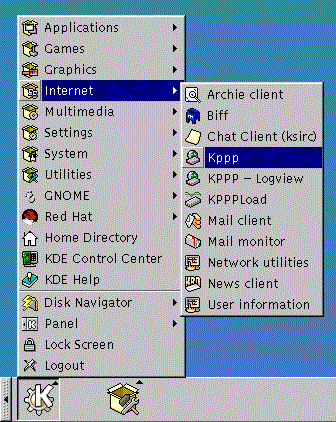 Applications
Games
Graphics
Internet
Multimedia
Settings
System
Utilities
GNOME
Red Hat
Home Directory
KDE Control Center
KDE Help
Disk Navigator
Panel
Lock Screen
Logout
Archie client
Biff
Chat Client (ksirc)
Kppp
KPPP - Logview
KPPPLoad
Mail client
Mail monitor
Network utilities
News client
User information
K